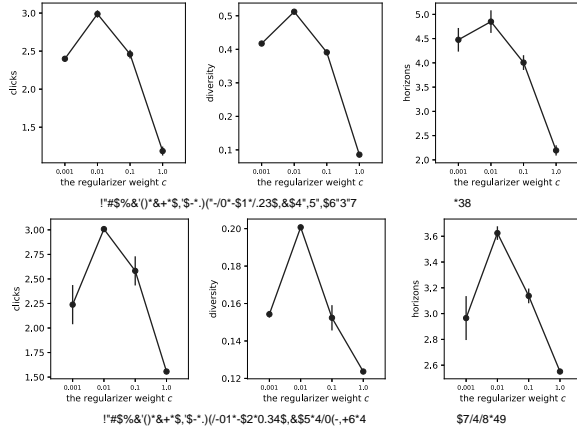 3.0
2.5
2.0
1.5
clicks
0.001 0.01 0.1 1.0
the regularizer weight c
0.5
0.4
0.3
0.2
0.1
diversity
0.001 0.01 0.1 1.0
the regularizer weight c
5.0
4.5
4.0
3.5
3.0
2.5
2.0
horizons
0.001 0.01 0.1 1.0
the regularizer weight c
!"#$%&'()*&+*$,'$-*.)("-/0*-$1*/.23$,&$4",5",$6"3"7 *38
3.00
2.75
2.50
2.25
2.00
1.75
1.50
clicks
0.001 0.01 0.1 1.0
the regularizer weight c
0.20
0.18
0.16
0.14
0.12
diversity
0.001 0.01 0.1 1.0
the regularizer weight c
3.6
3.4
3.2
3.0
2.8
2.6
horizons
0.001 0.01 0.1 1.0
the regularizer weight c
!"#$%&'()*&+*$,'$-*.)(/-01*-$2*0.34$,&$5*4/0(-,+6*4 $7/4/8*49